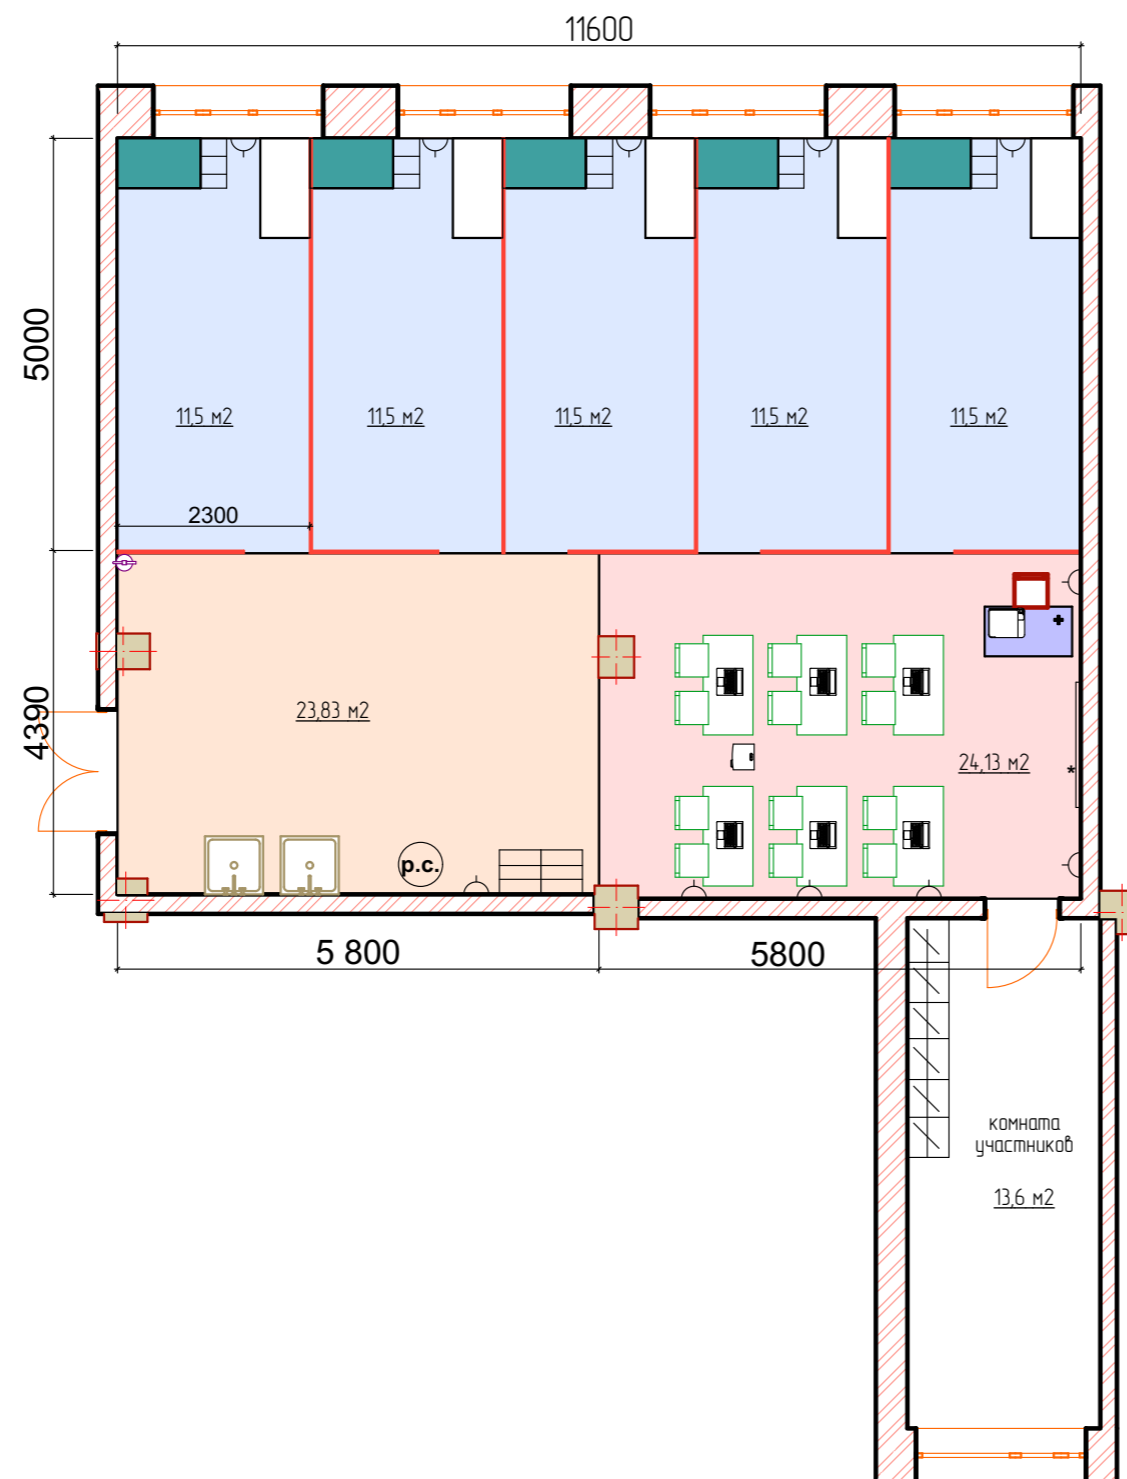 11600
5000
11,5 м2
11,5 м2
11,5 м2
11,5 м2
11,5 м2
2300
4390
23,83 м2
24,13 м2
*
р.с.
5 800
5800
комната
участников
13,6 м2